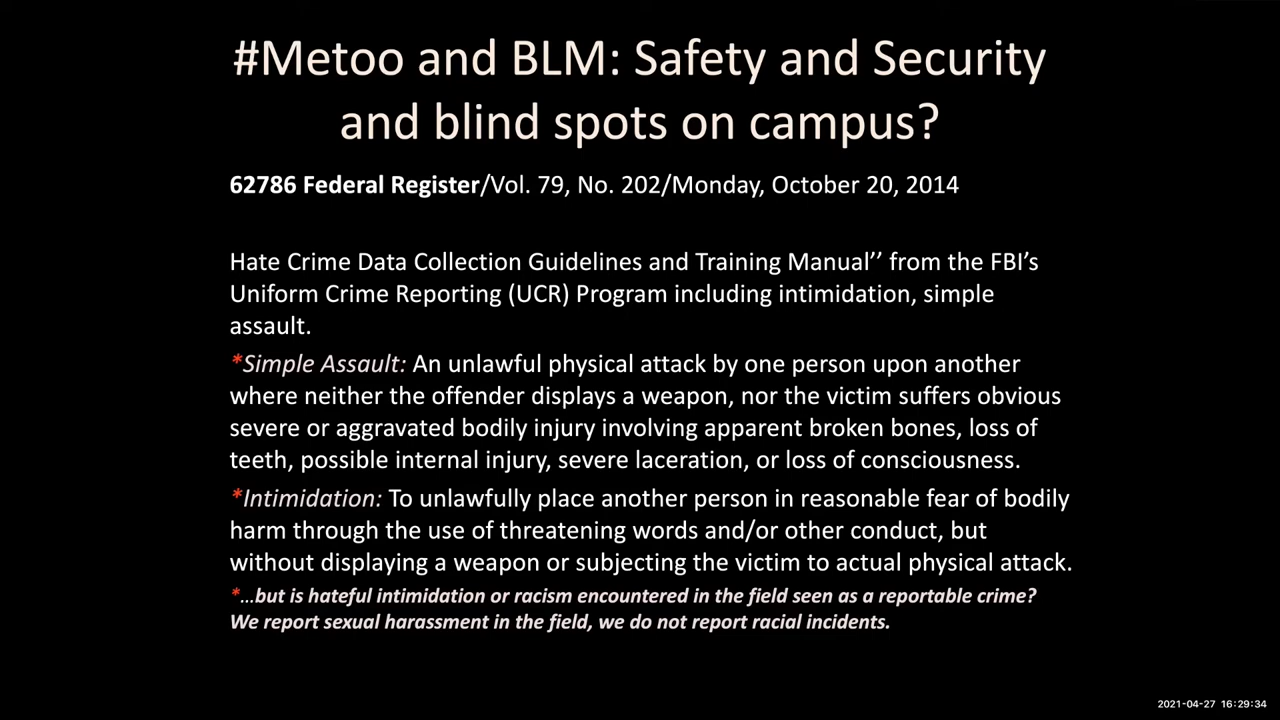 #Metoo and BLM: Safety and Security
and blind spots on campus?
62786 Federal Register/Vol. 79, No. 202/Monday, October 20, 2014
Hate Crime Data Collection Guidelines and Training Manual’’ from the FBI’s
Uniform Crime Reporting (UCR) Program including intimidation, simple
assault.
*Simple Assault: An unlawful physical attack by one person upon another
where neither the offender displays a weapon, nor the victim suffers obvious
severe or aggravated bodily injury involving apparent broken bones, loss of
teeth, possible internal injury, severe laceration, or loss of consciousness.
*Intimidation: To unlawfully place another person in reasonable fear of bodily
harm through the use of threatening words and/or other conduct, but
without displaying a weapon or subjecting the victim to actual physical attack.
*…but is hateful intimidation or racism encountered in the field seen as a reportable crime?
We report sexual harassment in the field, we do not report racial incidents.
2021-04-27 16:29:34